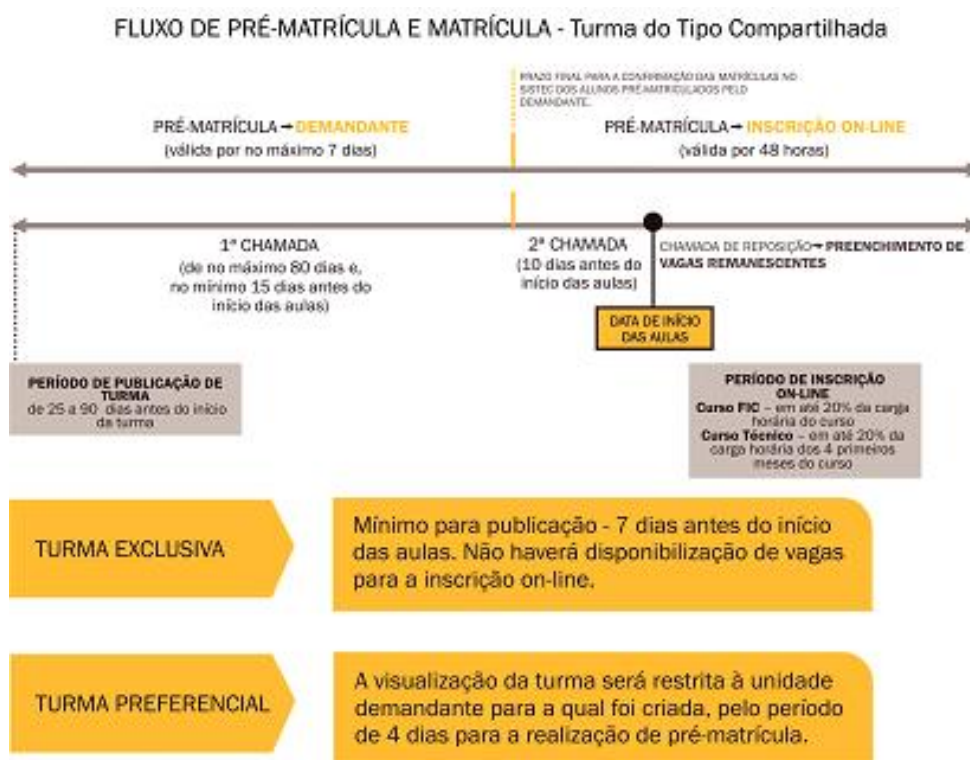 FLUXO DE PRÉ-MATRÍCULA E MATRÍCULA - Turma do Tipo Compartilhada
PRAZO FINAL PARA A CONFIRMAÇÃO DAS MATRÍCULAS NO
SISTEC DOS ALUNOS PRÉ-MATRICULADOS PELO
DEMANDANTE.
PRÉ-MATRÍCULA → DEMANDANTE
(válida por no máximo 7 dias)
PRÉ-MATRÍCULA → INSCRIÇÃO ON-LINE
(válida por 48 horas)
1ª CHAMADA
(de no máximo 80 dias e,
no mínimo 15 dias antes do
início das aulas)
2ª CHAMADA
(10 dias antes do
início das aulas)
CHAMADA DE REPOSIÇÃO → PREENCHIMENTO DE
VAGAS REMANESCENTES
DATA DE INÍCIO
DAS AULAS
PERÍODO DE PUBLICAÇÃO DE
TURMA
de 25 a 90 dias antes do início
da turma
PERÍODO DE INSCRIÇÃO
ON-LINE
Curso FIC – em até 20% da carga
horária do curso
Curso Técnico – em até 20% da
carga horária dos 4 primeiros
meses do curso
TURMA EXCLUSIVA
Mínimo para publicação - 7 dias antes do início
das aulas. Não haverá disponibilização de vagas
para a inscrição on-line.
TURMA PREFERENCIAL
A visualização da turma será restrita à unidade
demandante para a qual foi criada, pelo período
de 4 dias para a realização de pré-matrícula.